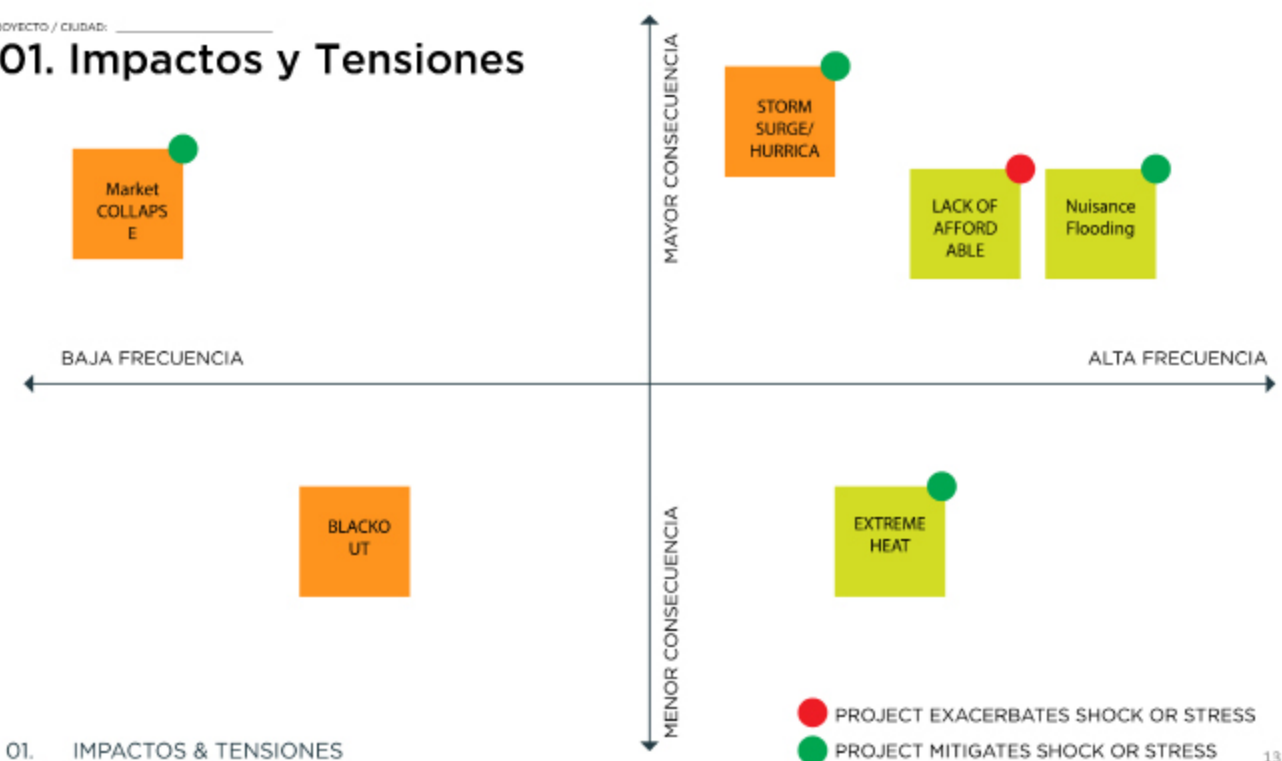 OYECTO / CIUDAD:
01. Impactos y Tensiones
MAYOR CONSECUENCIA
STORM
SURGE/
HURRICA
Market
COLLAPS
E
LACK OF
AFFORD
ABLE
Nuisance
Flooding
BAJA FRECUENCIA
ALTA FRECUENCIA
BLACKO
UT
EXTREME
HEAT
MENOR CONSECUENCIA
PROJECT EXACERBATES SHOCK OR STRESS
PROJECT MITIGATES SHOCK OR STRESS
01. IMPACTOS & TENSIONES
13